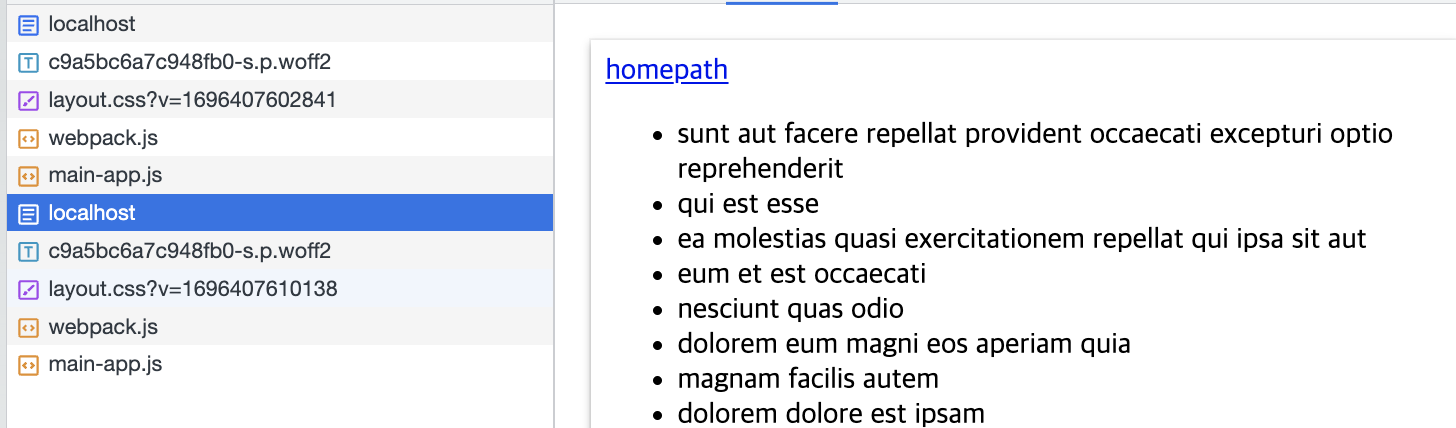 localhost
c9a5bc6a7c948fb0-s.p.woff2
layout.css?v=1696407602841
webpack.js
main-app.js
localhost
c9a5bc6a7c948fb0-s.p.woff2
layout.css?v=1696407610138
webpack.js
main-app.js
homepath
sunt aut facere repellat provident occaecati excepturi optio
reprehenderit
qui est esse
ea molestias quasi exercitationem repellat qui ipsa sit aut
eum et est occaecati
nesciunt quas odio
dolorem eum magni eos aperiam quia
magnam facilis autem
dolorem dolore est ipsam